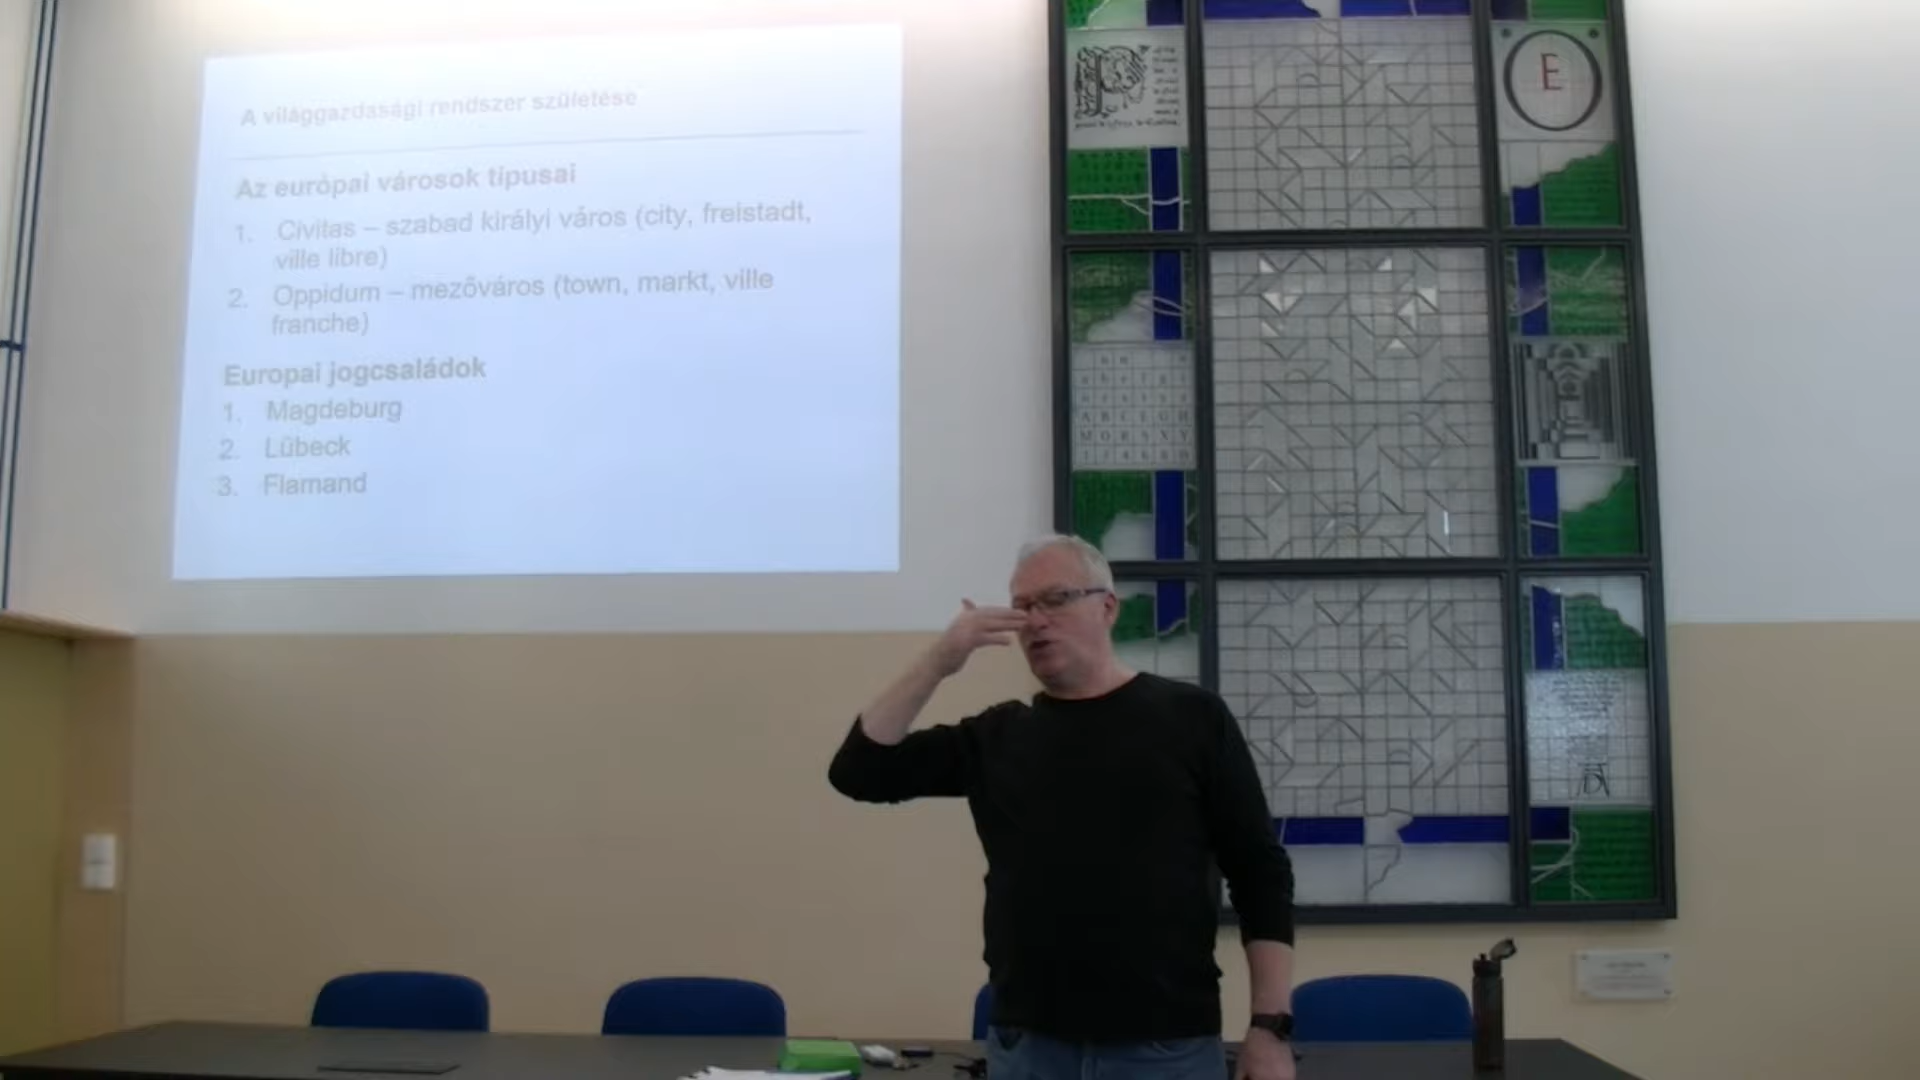 A világgazdasági rendszer születése
Az európai városok típusai
1. Civitas – szabad királyi város (city, freistadt,
ville libre)
2. Oppidum – mezőváros (town, markt, ville
franche)
Európai jogcsaládok
1. Magdeburg
2. Lübeck
3. Flamand
P
O
E